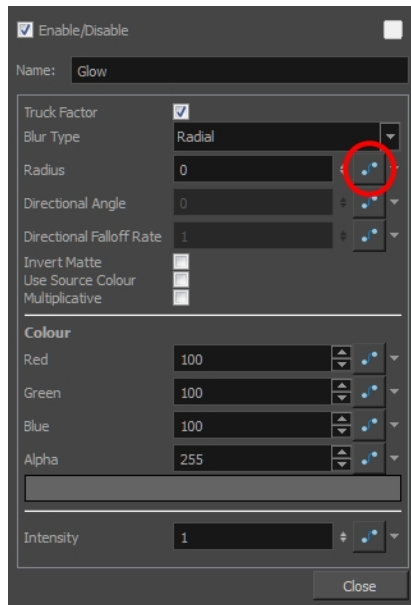 Enable/Disable
Name: Glow
Truck Factor
Blur Type Radial
Radius 0
Directional Angle 0
Directional Falloff Rate 1
Invert Matte
Use Source Colour
Multiplicative
Colour
Red 100
Green 100
Blue 100
Alpha 255
Intensity 1
Close